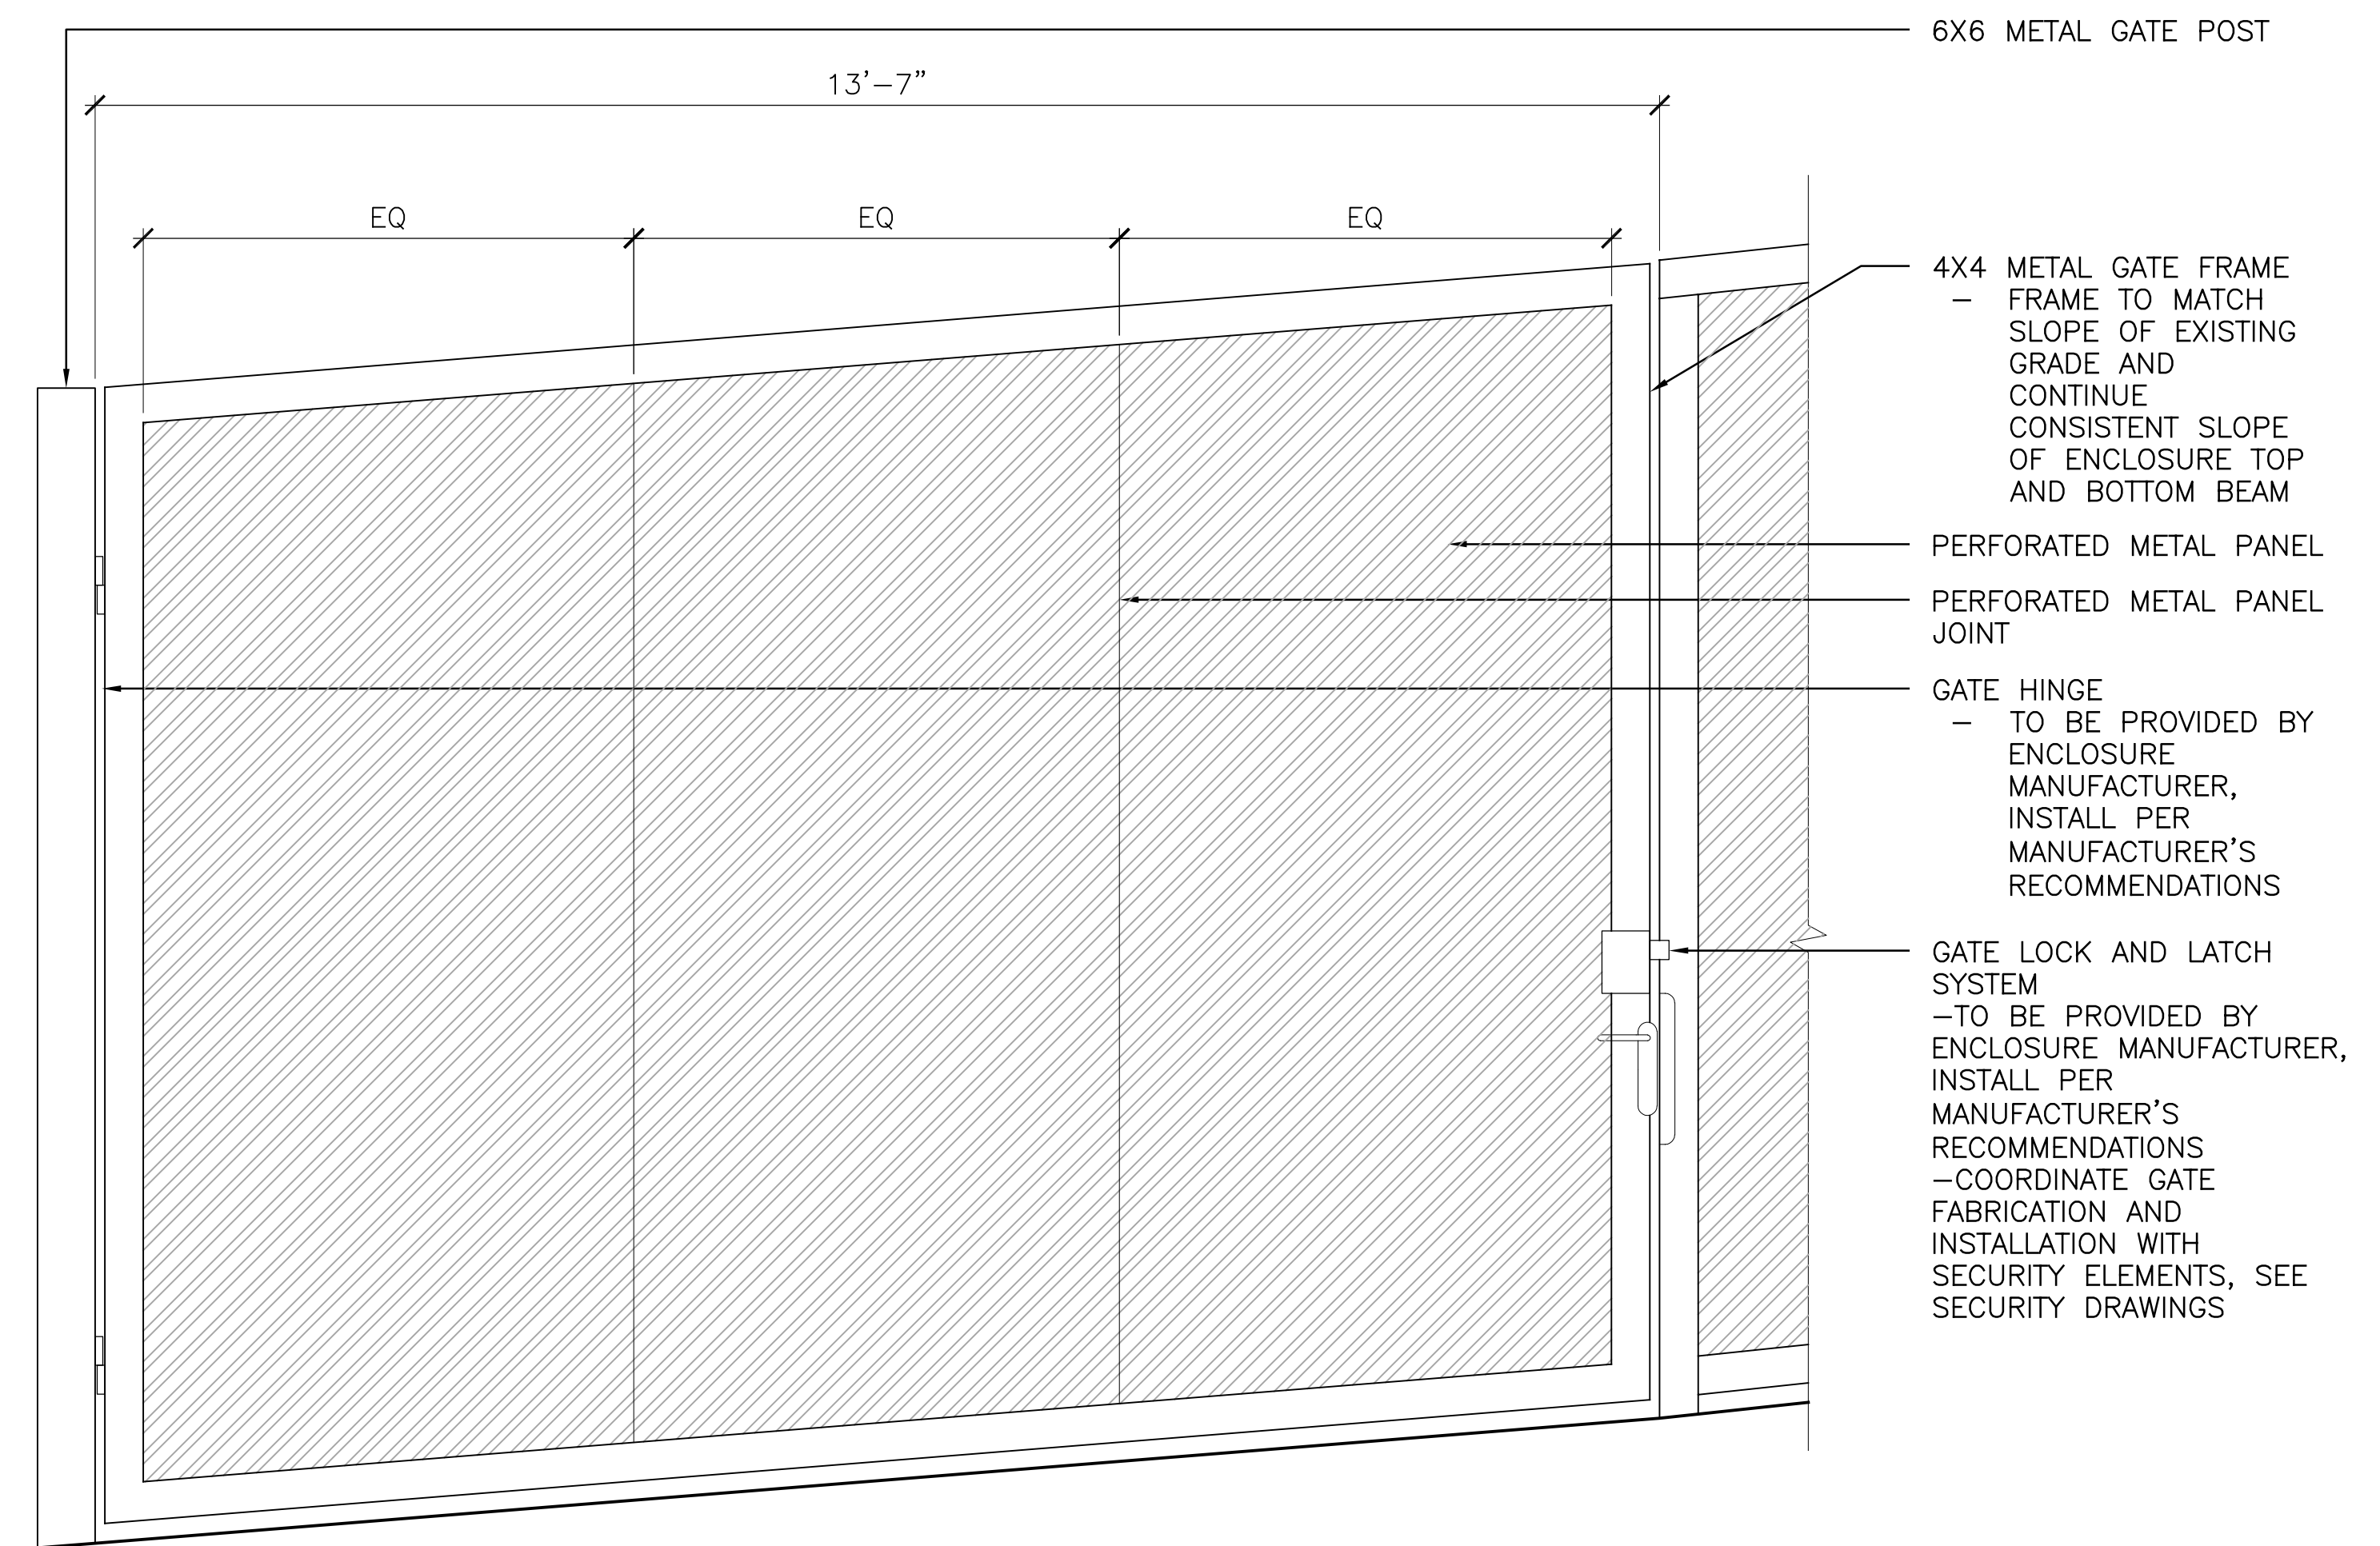 6X6 METAL GATE POST
13'-7"
EQ EQ EQ
4X4 METAL GATE FRAME
- FRAME TO MATCH
SLOPE OF EXISTING
GRADE AND
CONTINUE
CONSISTENT SLOPE
OF ENCLOSURE TOP
AND BOTTOM BEAM
PERFORATED METAL PANEL
PERFORATED METAL PANEL
JOINT
GATE HINGE
- TO BE PROVIDED BY
ENCLOSURE
MANUFACTURER,
INSTALL PER
MANUFACTURER'S
RECOMMENDATIONS
GATE LOCK AND LATCH
SYSTEM
-TO BE PROVIDED BY
ENCLOSURE MANUFACTURER,
INSTALL PER
MANUFACTURER'S
RECOMMENDATIONS
-COORDINATE GATE
FABRICATION AND
INSTALLATION WITH
SECURITY ELEMENTS, SEE
SECURITY DRAWINGS